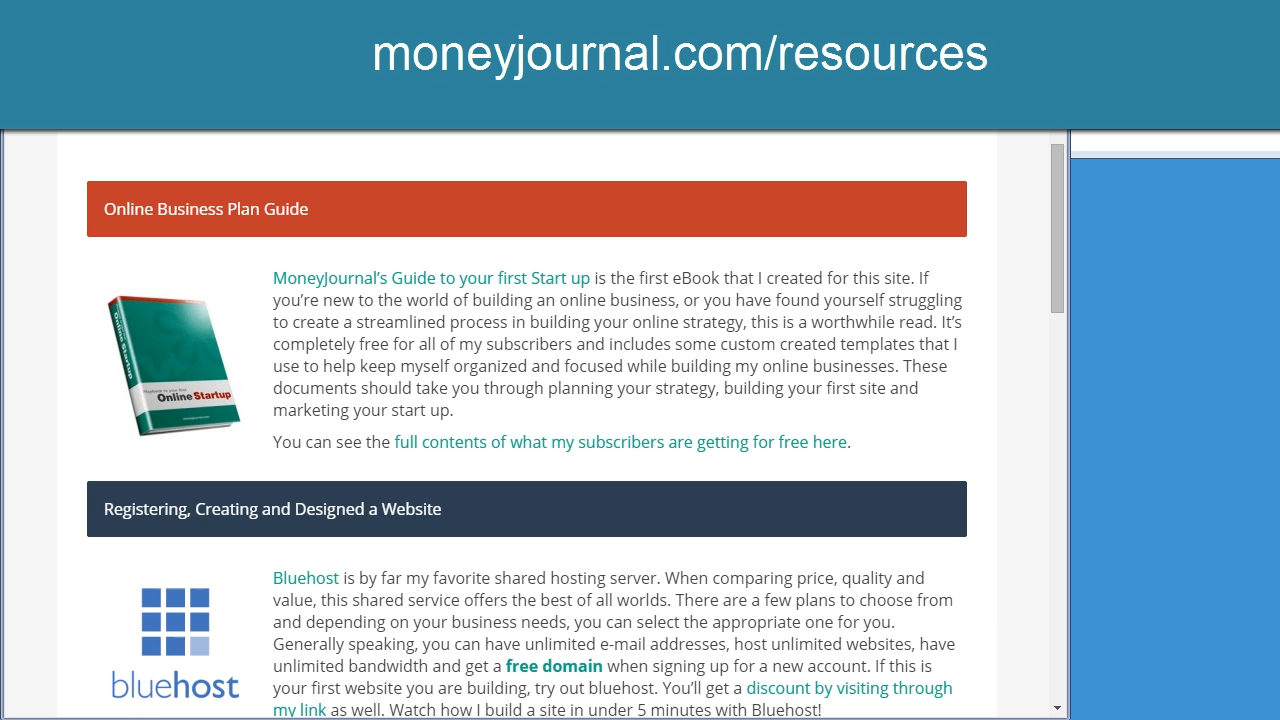 moneyjournal.com/resources
Online Business Plan Guide
MoneyJournal's Guide to your first Start up is the first eBook that I created for this site. If
you're new to the world of building an online business, or you have found yourself struggling
to create a streamlined process in building your online strategy, this is a worthwhile read. It's
completely free for all of my subscribers and includes some custom created templates that I
use to help keep myself organized and focused while building my online businesses. These
documents should take you through planning your strategy, building your first site and
marketing your start up.
You can see the full contents of what my subscribers are getting for free here.
Online Startup
Online Startup
Registering, Creating and Designed a Website
Bluehost is by far my favorite shared hosting server. When comparing price, quality and
value, this shared service offers the best of all worlds. There are a few plans to choose from
and depending on your business needs, you can select the appropriate one for you.
Generally speaking, you can have unlimited e-mail addresses, host unlimited websites, have
unlimited bandwidth and get a free domain when signing up for a new account. If this is
your first website you are building, try out bluehost. You'll get a discount by visiting through
my link as well. Watch how I build a site in under 5 minutes with Bluehost!
bluehost